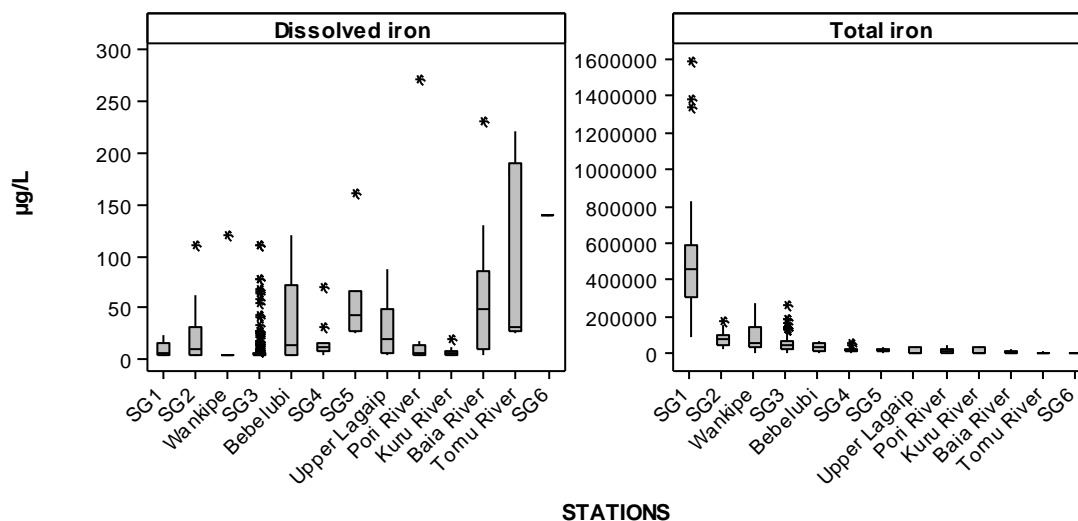 Dissolved iron
Total iron
µg/L
300
250
200
150
100
50
0
SG1
SG2
Wankipe
SG3
Bebelubi
SG4
SG5
Upper Lagaip
Pori River
Kuru River
Baia River
Tomu River
SG6
1600000
1400000
1200000
1000000
800000
600000
400000
200000
0
SG1
SG2
Wankipe
SG3
Bebelubi
SG4
SG5
Upper Lagaip
Pori River
Kuru River
Baia River
Tomu River
SG6
STATIONS